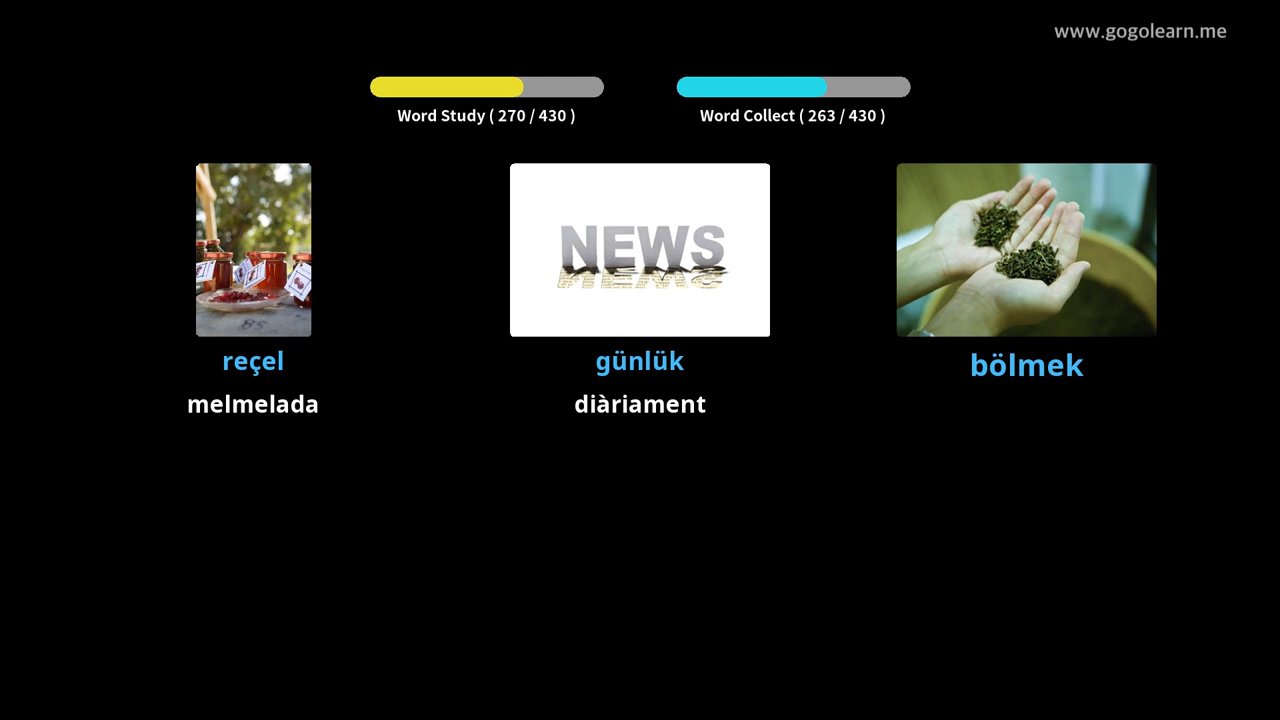 www.gogolearn.me
Word Study ( 270 / 430 )
Word Collect ( 263 / 430 )
NEWS
reçel
günlük
bölmek
melmelada
diàriament